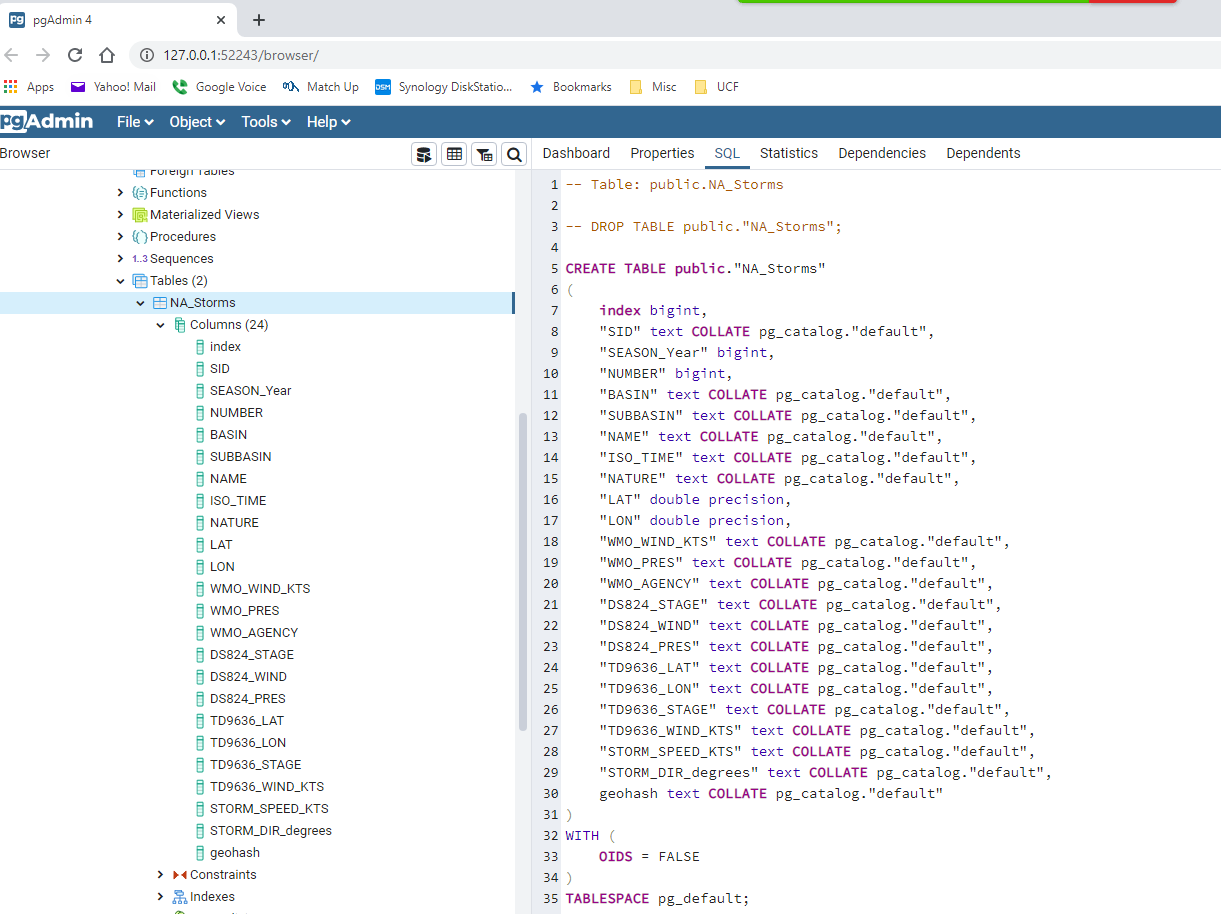 pgAdmin 4
127.0.0.1:52243/browser/
Apps Yahoo! Mail Google Voice Match Up DSM Synology DiskStatio... Bookmarks Misc UCF
pgAdmin File Object Tools Help
Browser
Dashboard Properties SQL Statistics Dependencies Dependents
Foreign Tables
Functions
Materialized Views
Procedures
1..3 Sequences
Tables (2)
NA_Storms
Columns (24)
index
SID
SEASON_Year
NUMBER
BASIN
SUBBASIN
NAME
ISO_TIME
NATURE
LAT
LON
WMO_WIND_KTS
WMO_PRES
WMO_AGENCY
DS824_STAGE
DS824_WIND
DS824_PRES
TD9636_LAT
TD9636_LON
TD9636_STAGE
TD9636_WIND_KTS
STORM_SPEED_KTS
STORM_DIR_degrees
geohash
Constraints
Indexes
1 -- Table: public.NA_Storms
2
3 -- DROP TABLE public."NA_Storms";
4
5 CREATE TABLE public."NA_Storms"
6 (
7 index bigint,
8 "SID" text COLLATE pg_catalog."default",
9 "SEASON_Year" bigint,
10 "NUMBER" bigint,
11 "BASIN" text COLLATE pg_catalog."default",
12 "SUBBASIN" text COLLATE pg_catalog."default",
13 "NAME" text COLLATE pg_catalog."default",
14 "ISO_TIME" text COLLATE pg_catalog."default",
15 "NATURE" text COLLATE pg_catalog."default",
16 "LAT" double precision,
17 "LON" double precision,
18 "WMO_WIND_KTS" text COLLATE pg_catalog."default",
19 "WMO_PRES" text COLLATE pg_catalog."default",
20 "WMO_AGENCY" text COLLATE pg_catalog."default",
21 "DS824_STAGE" text COLLATE pg_catalog."default",
22 "DS824_WIND" text COLLATE pg_catalog."default",
23 "DS824_PRES" text COLLATE pg_catalog."default",
24 "TD9636_LAT" text COLLATE pg_catalog."default",
25 "TD9636_LON" text COLLATE pg_catalog."default",
26 "TD9636_STAGE" text COLLATE pg_catalog."default",
27 "TD9636_WIND_KTS" text COLLATE pg_catalog."default",
28 "STORM_SPEED_KTS" text COLLATE pg_catalog."default",
29 "STORM_DIR_degrees" text COLLATE pg_catalog."default",
30 geohash text COLLATE pg_catalog."default"
31 )
32 WITH (
33 OIDS = FALSE
34 )
35 TABLESPACE pg_default;